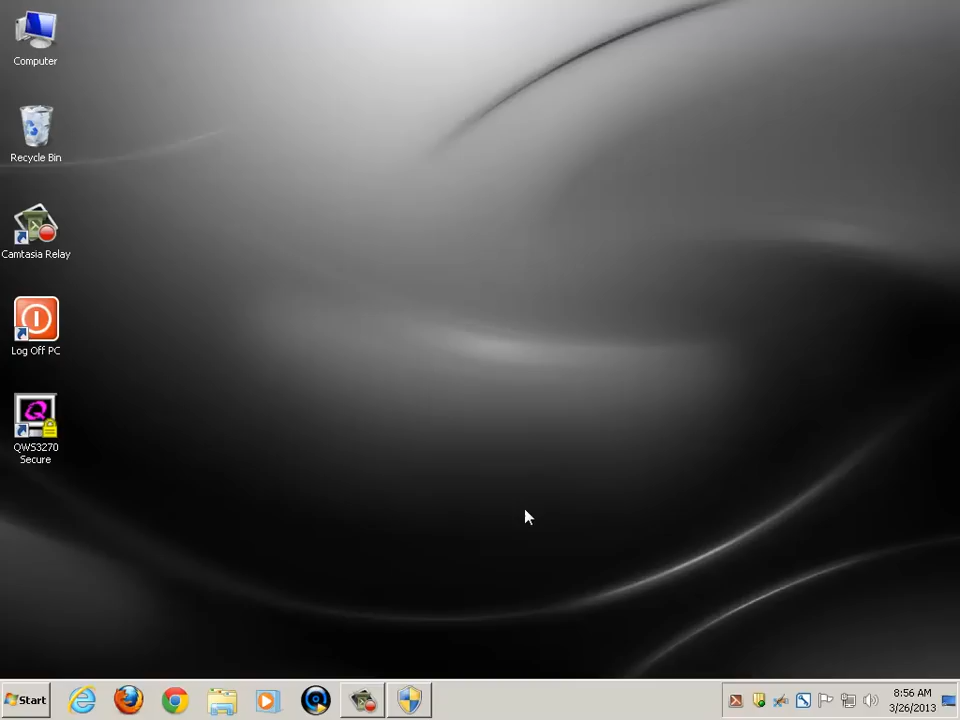 Computer
Recycle Bin
Camtasia Relay
Log Off PC
QWS3270
Secure
Start
8:56 AM
3/26/2013